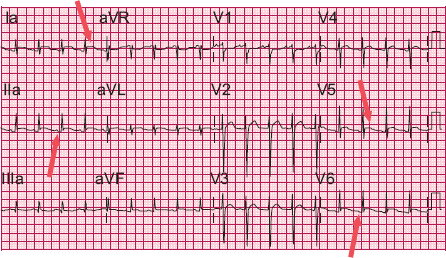 Ia aVR V1 V4
IIa aVL V2 V5
IIIa aVF V3 V6